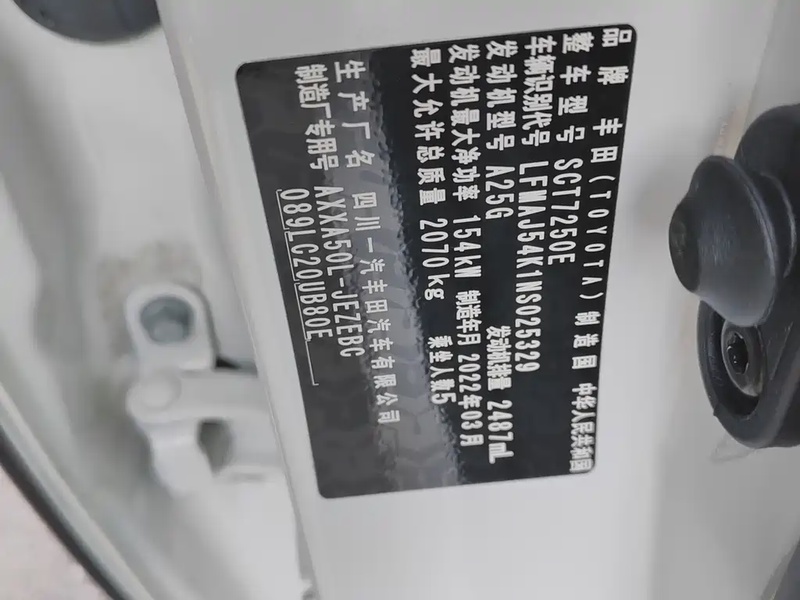 品牌 丰田(TOYOTA) 制造国 中华人民共和国
整车型号 SCT7250E
车辆识别代号 LFMAJ54K1NS025329
发动机型号 A25G 发动机排量 2487mL
发动机最大净功率 154kW 制造年月 2022年03月
最大允许总质量 2070kg 乘坐人数5
生产厂名 四川一汽丰田汽车有限公司
制造厂专用号 AXXA50L-JEZEBC
089LC20UB80E